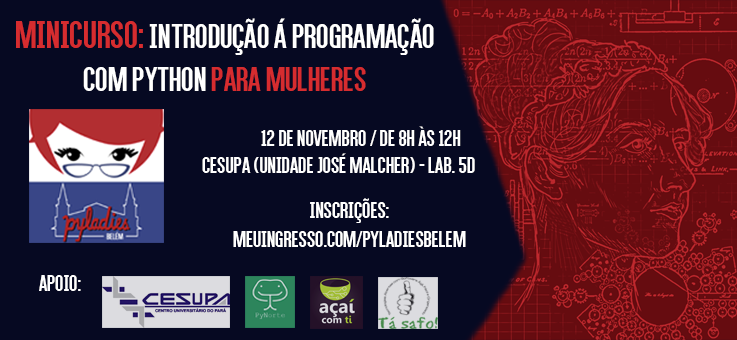 MINICURSO: INTRODUÇÃO Á PROGRAMAÇÃO
COM PYTHON PARA MULHERES
12 DE NOVEMBRO / DE 8H ÀS 12H
CESUPA (UNIDADE JOSÉ MALCHER) - LAB. 5D
pyladies
BELÉM
INSCRIÇÕES:
MEUINGRESSO.COM/PYLADIESBELEM
APOIO:
CESUPA
CENTRO UNIVERSITÁRIO DO PARÁ
PyNorte
açaí
com ti
Tá safo!